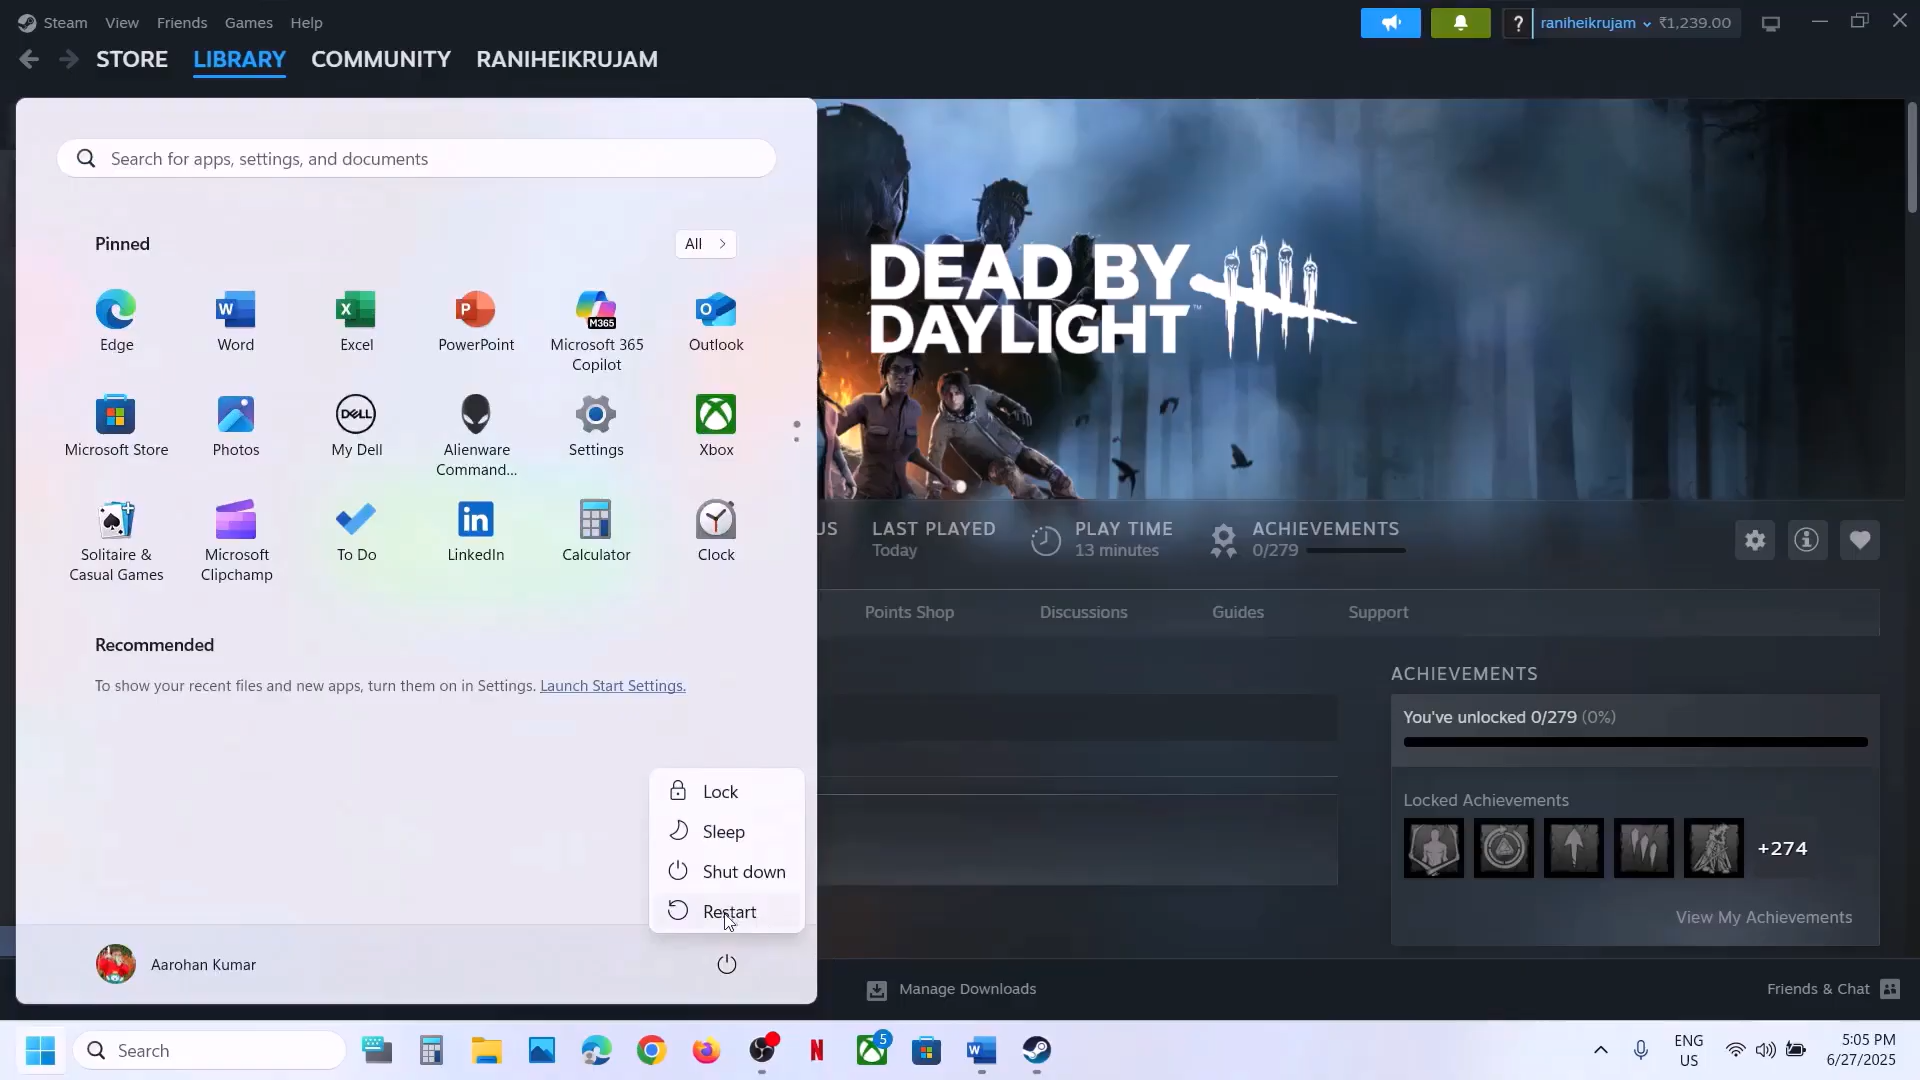 Steam View Friends Games Help
raniheikrujam ₹1,239.00
STORE LIBRARY COMMUNITY RANIHEIKRUJAM
Search for apps, settings, and documents
Pinned
All
Edge Word Excel PowerPoint Microsoft 365 Copilot Outlook
M365
Microsoft Store Photos My Dell Alienware Command... Settings Xbox
Solitaire & Casual Games Microsoft Clipchamp To Do LinkedIn Calculator Clock
Recommended
To show your recent files and new apps, turn them on in Settings. Launch Start Settings.
Lock
Sleep
Shut down
Restart
Aarohan Kumar
DEAD BY
DAYLIGHT™
US LAST PLAYED PLAY TIME ACHIEVEMENTS
Today 13 minutes 0/279
Points Shop Discussions Guides Support
ACHIEVEMENTS
You've unlocked 0/279 (0%)
Locked Achievements
+274
View My Achievements
Manage Downloads
Friends & Chat
Search
5
ENG
US
5:05 PM
6/27/2025